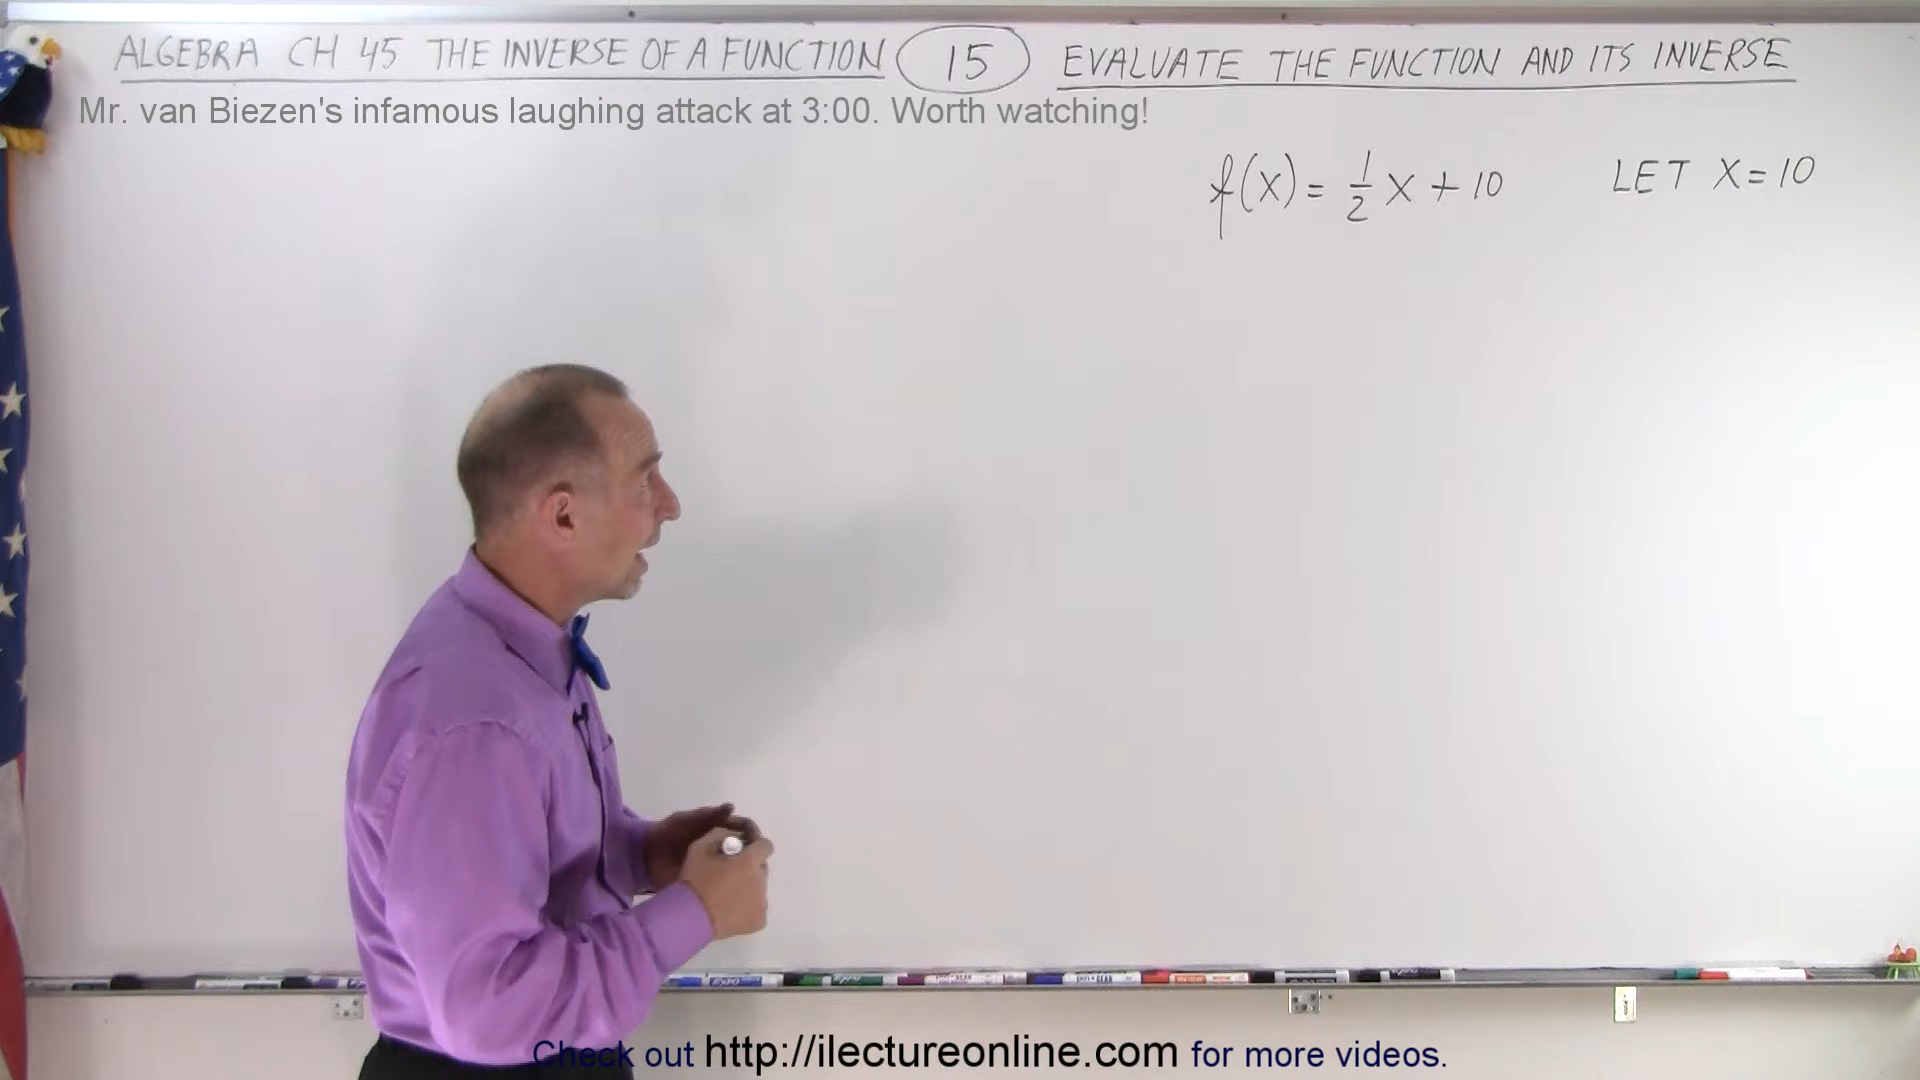 ALGEBRA CH 45 THE INVERSE OF A FUNCTION 15 EVALUATE THE FUNCTION AND ITS INVERSE
Mr. van Biezen's infamous laughing attack at 3:00. Worth watching!
f(x) = 1/2 x + 10 LET X = 10
Check out http://ilectureonline.com for more videos.